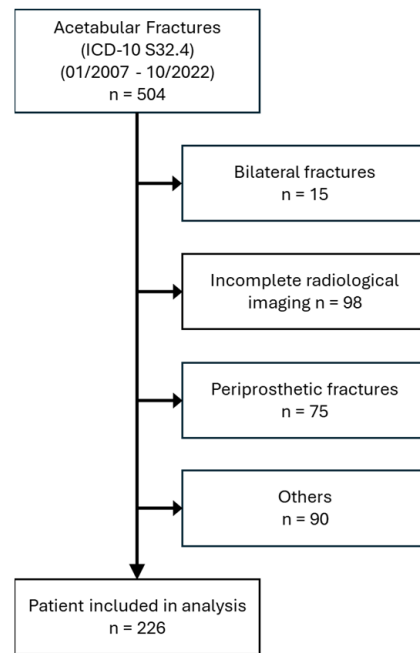 Acetabular Fractures
(ICD-10 S32.4)
(01/2007 - 10/2022)
n = 504
Bilateral fractures
n = 15
Incomplete radiological
imaging n = 98
Periprosthetic fractures
n = 75
Others
n = 90
Patient included in analysis
n = 226